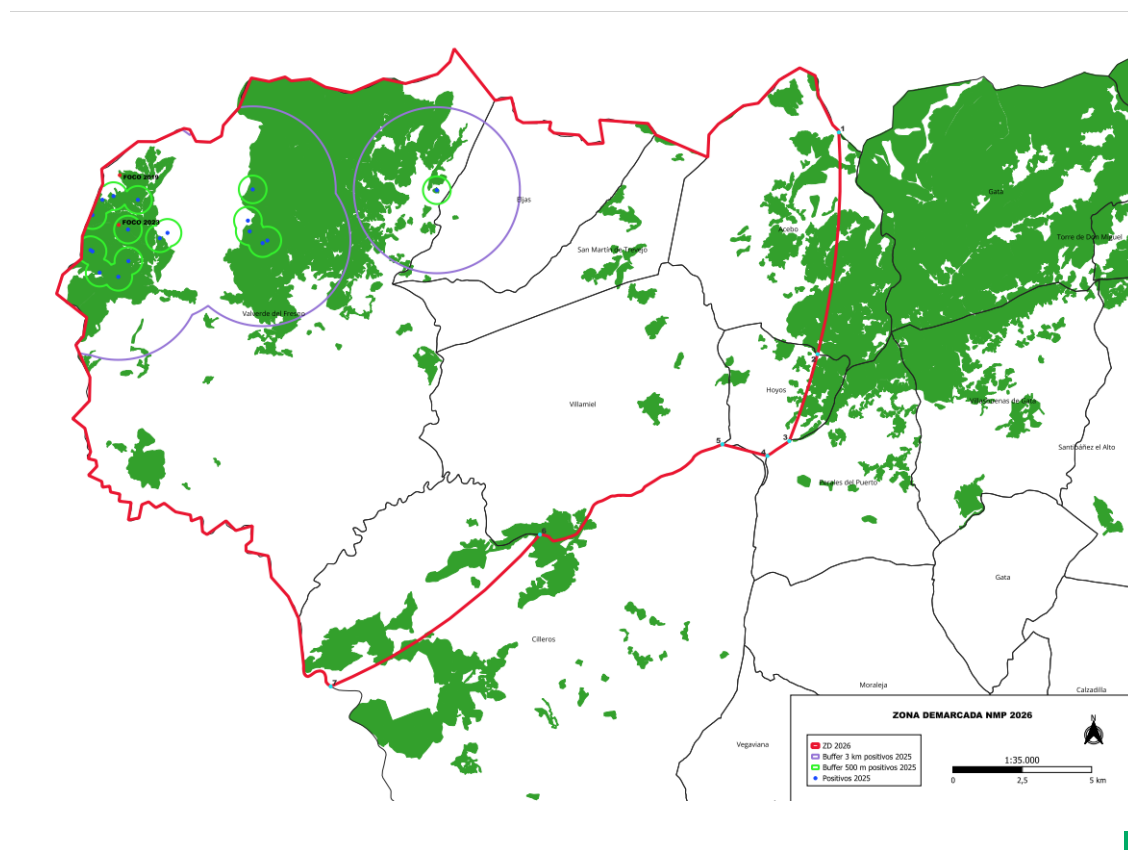 1
FOCO 2019
Gata
Eljas
FOCO 2023
Acebo
Torre de Don Miguel
San Martín de Trevejo
Valverde del Fresno
2
Hoyos
Villamiel
Villasbuenas de Gata
3
5
Santibáñez el Alto
4
Perales del Puerto
6
Gata
Cilleros
7
Moraleja
Calzadilla
Vegaviana
ZONA DEMARCADA NMP 2026
N
ZD 2026
Buffer 3 km positivos 2025
Buffer 500 m positivos 2025
Positivos 2025
1:35.000
0 2,5 5 km